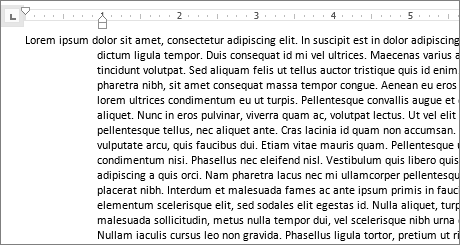 1 2 3 4 5
Lorem ipsum dolor sit amet, consectetur adipiscing elit. In suscipit est in dolor adipiscing
dictum ligula tempor. Duis consequat id mi vel ultrices. Maecenas varius a
tincidunt volutpat. Sed aliquam felis ut tellus auctor tristique quis id enim
pharetra nibh, sit amet consequat massa tempor congue. Aenean eu eros
lorem ultrices condimentum eu ut turpis. Pellentesque convallis augue et
aliquet. Nunc in eros pulvinar, viverra quam ac, volutpat lectus. Ut vel elit
pellentesque tellus, nec aliquet ante. Cras lacinia id quam non accumsan.
vulputate arcu, quis faucibus dui. Etiam vitae mauris quam. Pellentesque
condimentum nisi. Phasellus nec eleifend nisl. Vestibulum quis libero quis
adipiscing a quis orci. Nam pharetra lacus nec mi ullamcorper pellentesq
placerat nibh. Interdum et malesuada fames ac ante ipsum primis in fauc
elementum scelerisque elit, sed sodales elit egestas id. Nulla aliquet, turp
malesuada sollicitudin, metus nulla tempor dui, vel scelerisque nibh urna
Nullam iaculis cursus leo non gravida. Phasellus ligula tortor, pretium ut ri